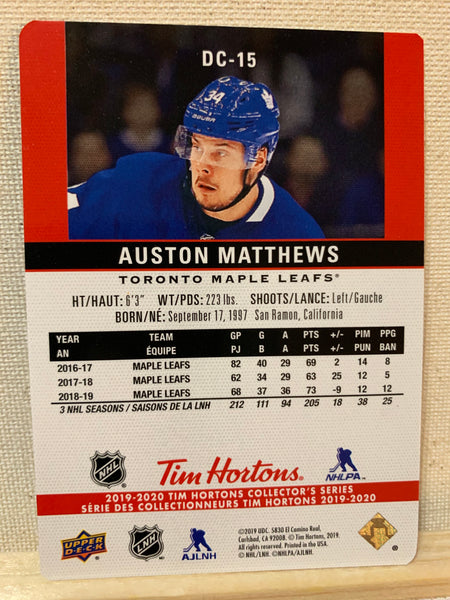 DC-15
34
AUSTON MATTHEWS
TORONTO MAPLE LEAFS®
HT/HAUT: 6'3" WT/PDS: 223 lbs. SHOOTS/LANCE: Left/Gauche
BORN/NÉ: September 17, 1997 San Ramon, California
YEAR TEAM GP G A PTS +/- PIM PPG
AN ÉQUIPE PJ B A PTS +/- PUN BAN
2016-17 MAPLE LEAFS 82 40 29 69 2 14 8
2017-18 MAPLE LEAFS 62 34 29 63 25 12 5
2018-19 MAPLE LEAFS 68 37 36 73 -9 12 12
3 NHL SEASONS / SAISONS DE LA LNH 212 111 94 205 18 38 25
NHL
Tim Hortons®
NHLPA
2019-2020 TIM HORTONS COLLECTOR'S SERIES
SÉRIE DES COLLECTIONNEURS TIM HORTONS 2019-2020
UPPER DECK
LNH
AJLNH
©2019 UDC. 5830 El Camino Real,
Carlsbad, CA 92008. © Tim Hortons, 2019.
All rights reserved. Printed in the USA.
© NHL/LNH. ©NHLPA/AJLNH.